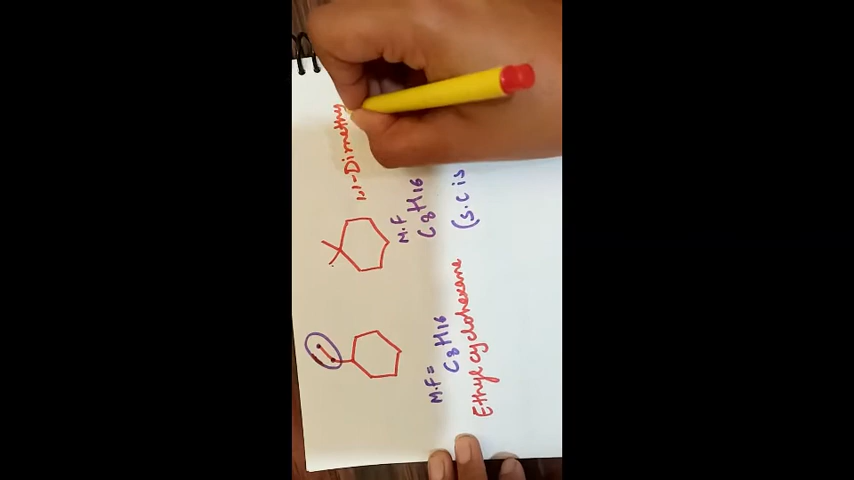 M.F=
C8H16
Ethyl cyclohexane
1,1-Dimethy
M.F
C8H16
(S.C is